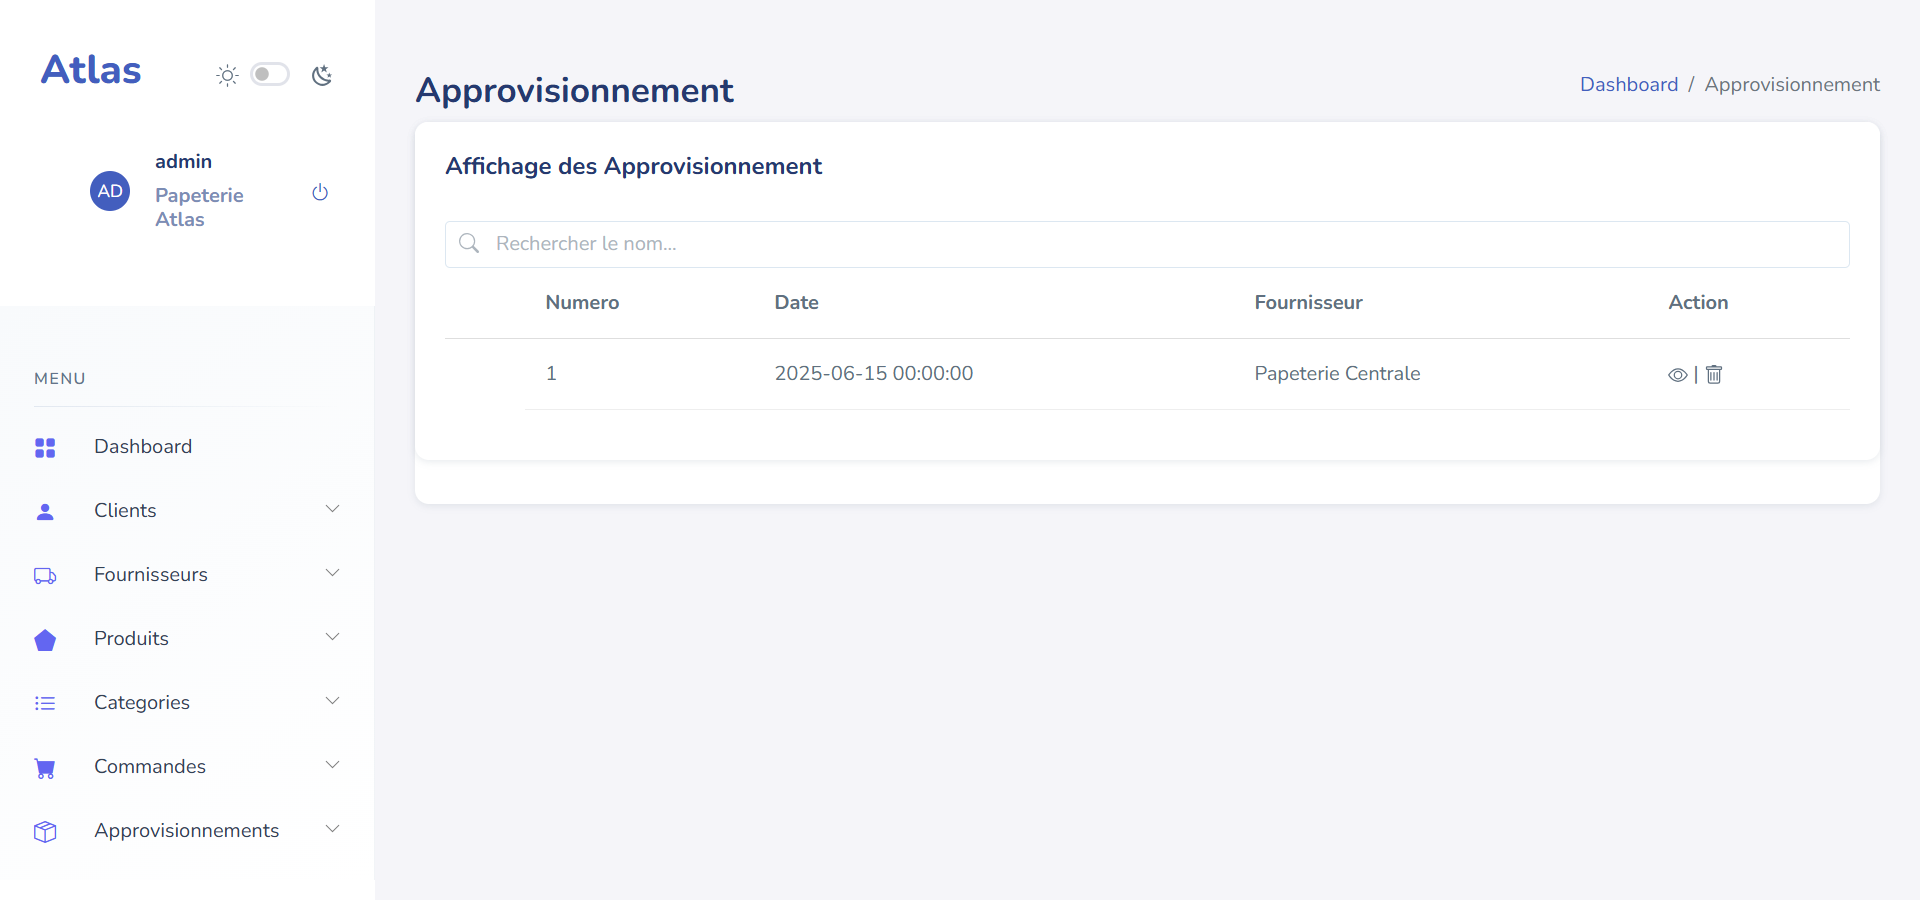 Atlas
admin
AD
Papeterie
Atlas
MENU
Dashboard
Clients
Fournisseurs
Produits
Categories
Commandes
Approvisionnements
Approvisionnement
Dashboard / Approvisionnement
Affichage des Approvisionnement
Rechercher le nom...
Numero Date Fournisseur Action
1 2025-06-15 00:00:00 Papeterie Centrale |